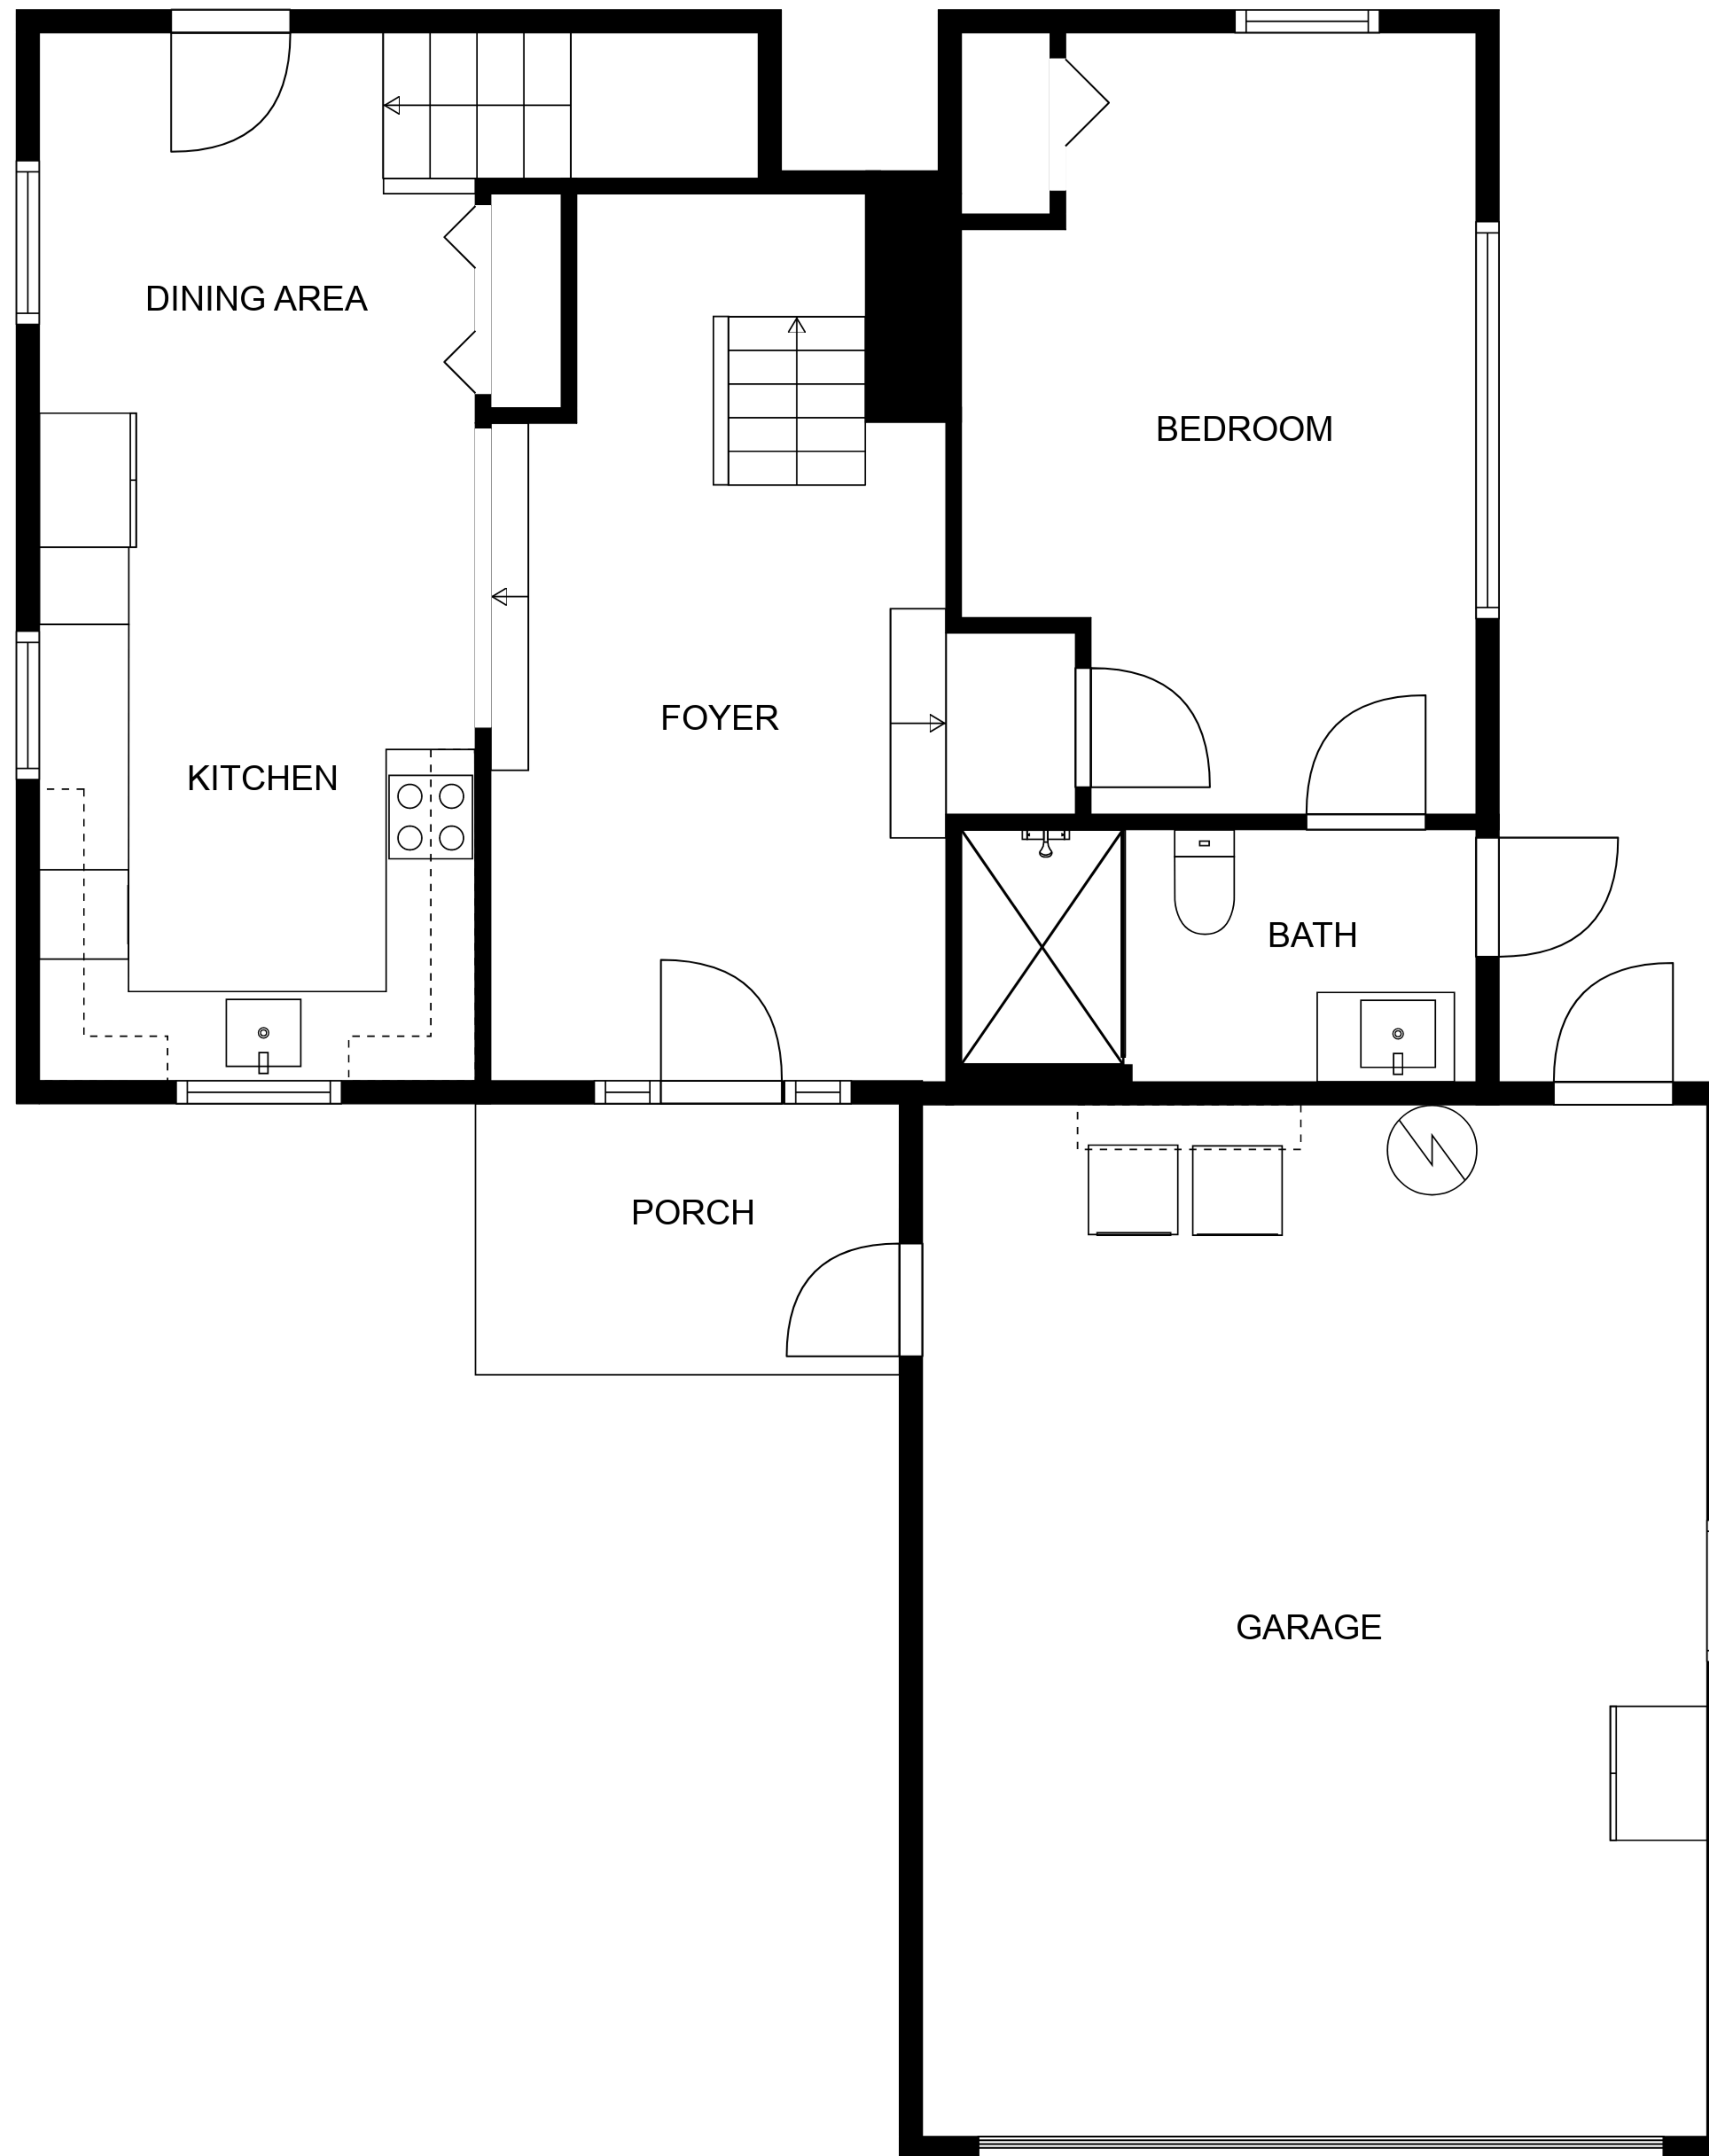 DINING AREA
BEDROOM
FOYER
KITCHEN
BATH
PORCH
GARAGE